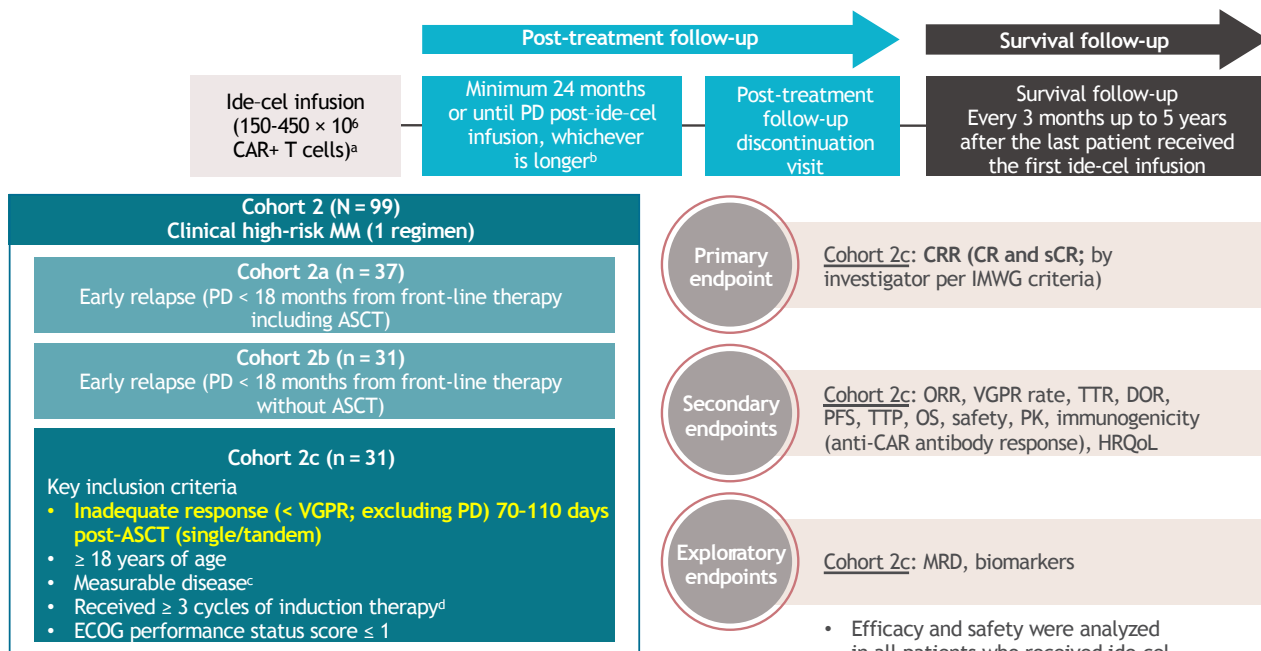 Post-treatment follow-up
Survival follow-up
Ide-cel infusion
(150-450 × 10⁶
CAR+ T cells)ᵃ
Minimum 24 months
or until PD post-ide-cel
infusion, whichever
is longerᵇ
Post-treatment
follow-up
discontinuation
visit
Survival follow-up
Every 3 months up to 5 years
after the last patient received
the first ide-cel infusion
Cohort 2 (N = 99)
Clinical high-risk MM (1 regimen)
Cohort 2a (n = 37)
Early relapse (PD < 18 months from front-line therapy
including ASCT)
Cohort 2b (n = 31)
Early relapse (PD < 18 months from front-line therapy
without ASCT)
Cohort 2c (n = 31)
Key inclusion criteria
• Inadequate response (< VGPR; excluding PD) 70-110 days
post-ASCT (single/tandem)
• ≥ 18 years of age
• Measurable diseaseᶜ
• Received ≥ 3 cycles of induction therapyᵈ
• ECOG performance status score ≤ 1
Primary
endpoint
Cohort 2c: CRR (CR and sCR; by
investigator per IMWG criteria)
Secondary
endpoints
Cohort 2c: ORR, VGPR rate, TTR, DOR,
PFS, TTP, OS, safety, PK, immunogenicity
(anti-CAR antibody response), HRQoL
Exploratory
endpoints
Cohort 2c: MRD, biomarkers
• Efficacy and safety were analyzed
in all patients who received ide-cel